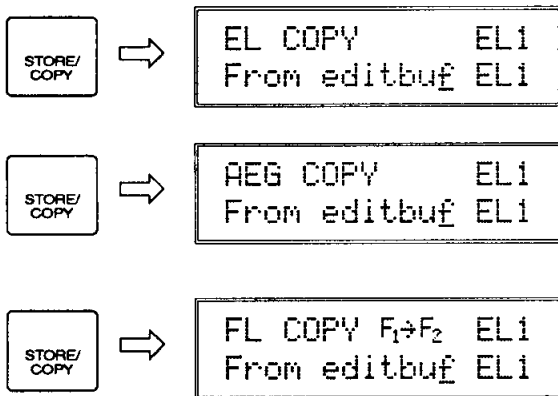 STORE/
COPY
EL COPY EL1
From editbuf EL1
STORE/
COPY
AEG COPY EL1
From editbuf EL1
STORE/
COPY
FL COPY F₁→F₂ EL1
From editbuf EL1